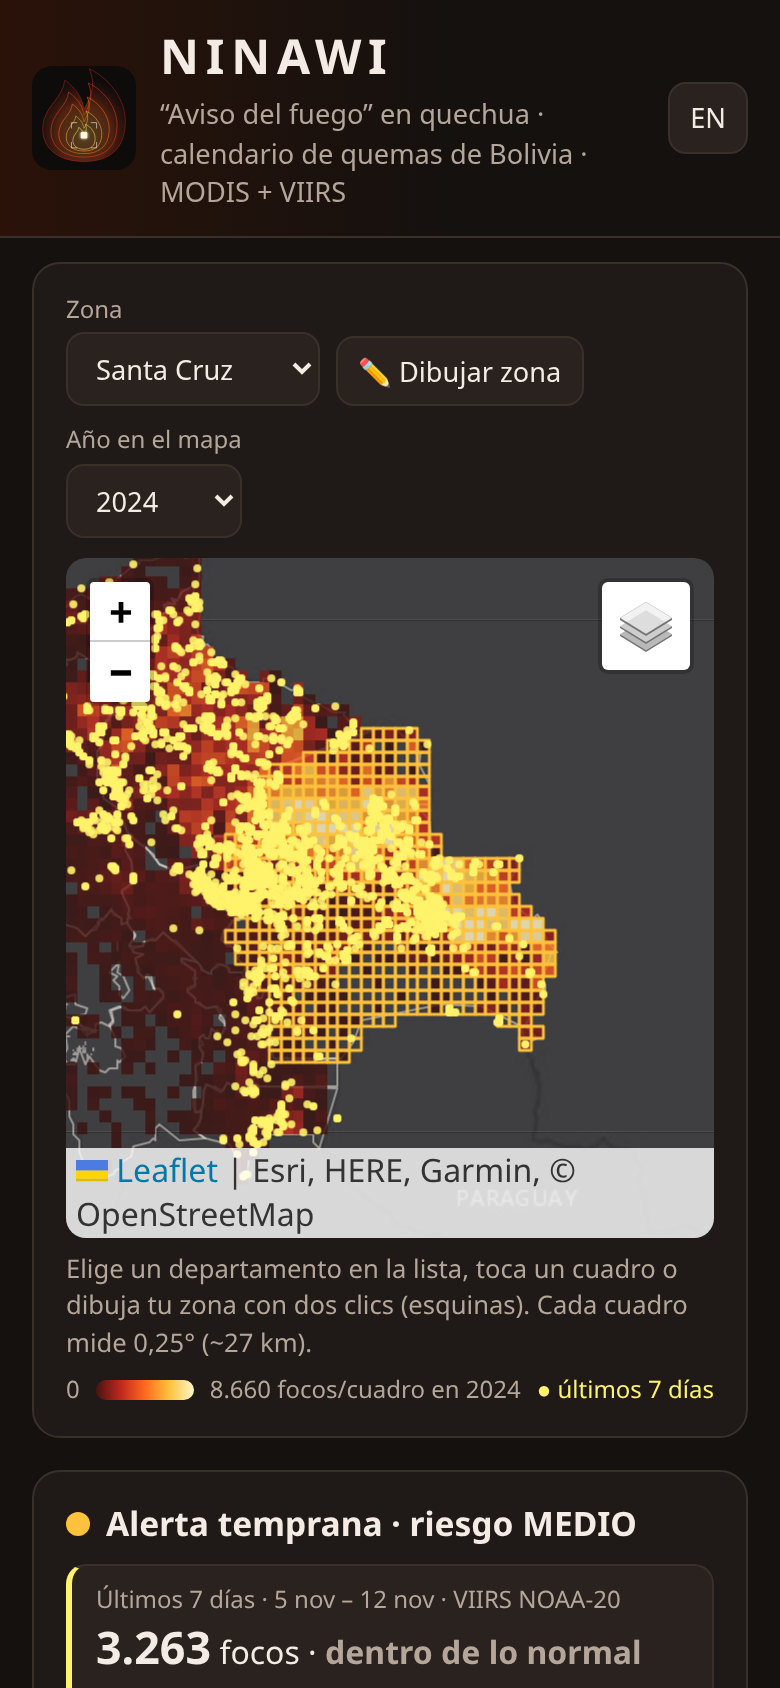 NINAWI
“Aviso del fuego” en quechua ·
calendario de quemas de Bolivia ·
MODIS + VIIRS
EN
Zona
Santa Cruz
✏️ Dibujar zona
Año en el mapa
2024
+
−
PARAGUAY
Leaflet | Esri, HERE, Garmin, ©
OpenStreetMap
Elige un departamento en la lista, toca un cuadro o
dibuja tu zona con dos clics (esquinas). Cada cuadro
mide 0,25° (~27 km).
0 8.660 focos/cuadro en 2024 ● últimos 7 días
Alerta temprana · riesgo MEDIO
Últimos 7 días · 5 nov – 12 nov · VIIRS NOAA-20
3.263 focos · dentro de lo normal